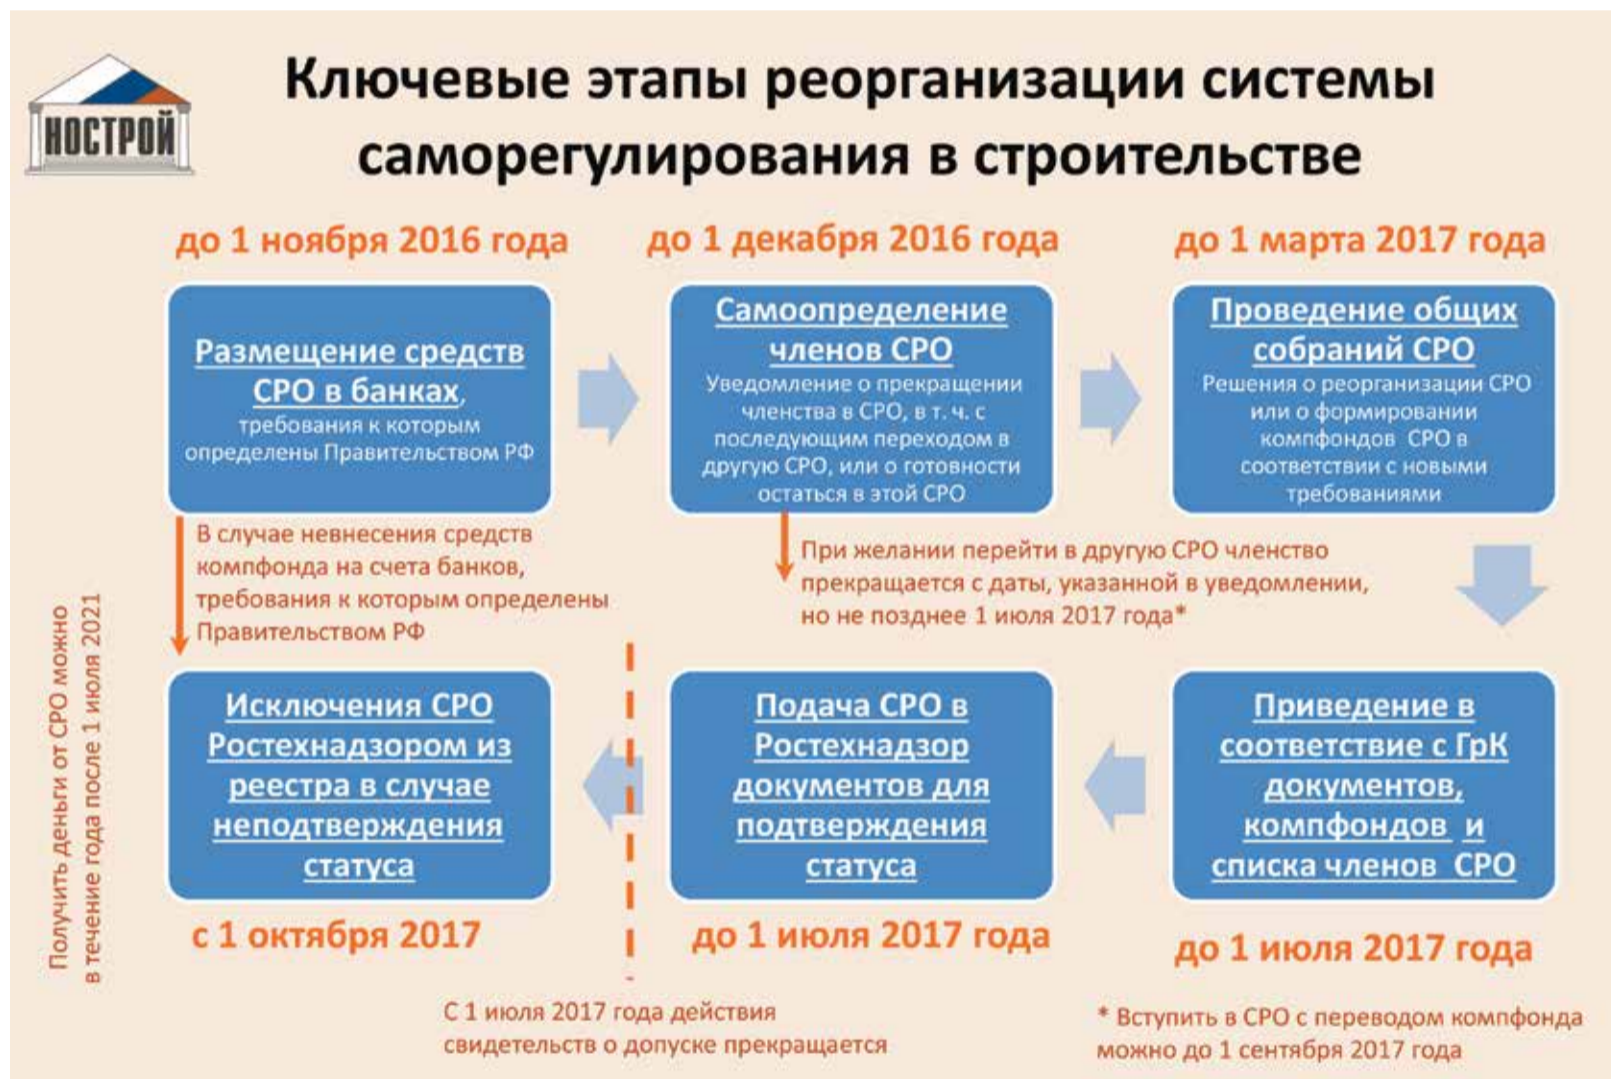 НОСТРОЙ
Ключевые этапы реорганизации системы
саморегулирования в строительстве
до 1 ноября 2016 года
Размещение средств
СРО в банках,
требования к которым
определены Правительством РФ
до 1 декабря 2016 года
Самоопределение
членов СРО
Уведомление о прекращении
членства в СРО, в т. ч. с
последующим переходом в
другую СРО, или о готовности
остаться в этой СРО
до 1 марта 2017 года
Проведение общих
собраний СРО
Решения о реорганизации СРО
или о формировании
компфондов СРО в
соответствии с новыми
требованиями
В случае невнесения средств
компфонда на счета банков,
требования к которым определены
Правительством РФ
При желании перейти в другую СРО членство
прекращается с даты, указанной в уведомлении,
но не позднее 1 июля 2017 года*
Приведение в
соответствие с ГрК
документов,
компфондов и
списка членов СРО
до 1 июля 2017 года
Подача СРО в
Ростехнадзор
документов для
подтверждения
статуса
до 1 июля 2017 года
Исключения СРО
Ростехнадзором из
реестра в случае
неподтверждения
статуса
с 1 октября 2017
Получить деньги от СРО можно
в течение года после 1 июля 2021
С 1 июля 2017 года действия
свидетельств о допуске прекращается
* Вступить в СРО с переводом компфонда
можно до 1 сентября 2017 года